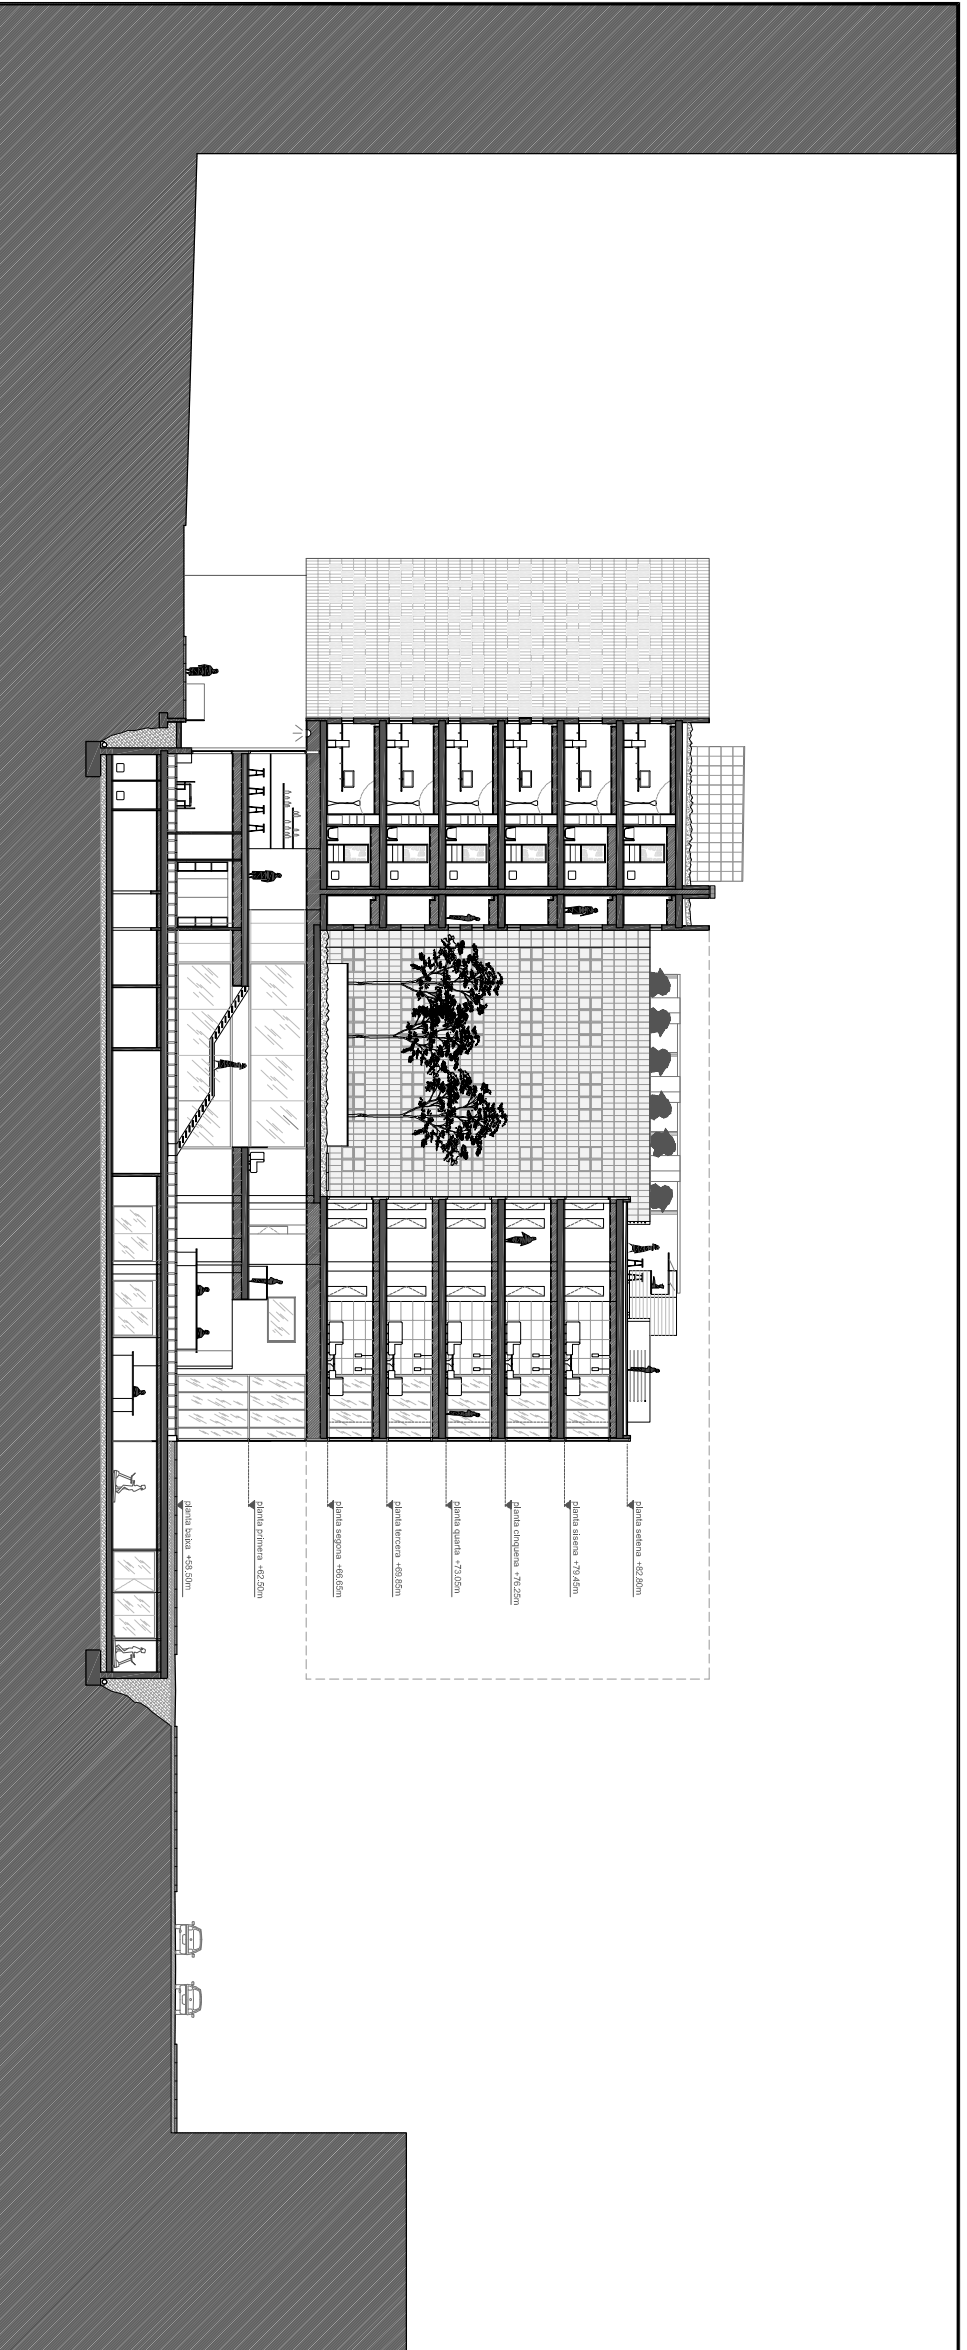 planta setena +82.80m
planta sisena +79.45m
planta cinquena +76.25m
planta quarta +73.05m
planta tercera +69.85m
planta segona +66.65m
planta primera +62.50m
planta baixa +58.50m